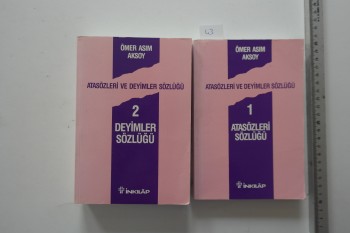 ÖMER ASIM
AKSOY
ATASÖZLERİ VE DEYİMLER SÖZLÜĞÜ
2
DEYİMLER
SÖZLÜĞÜ
İNKILÂP
ÖMER ASIM
AKSOY
ATASÖZLERİ VE DEYİMLER SÖZLÜĞÜ
1
ATASÖZLERİ
SÖZLÜĞÜ
İNKILÂP